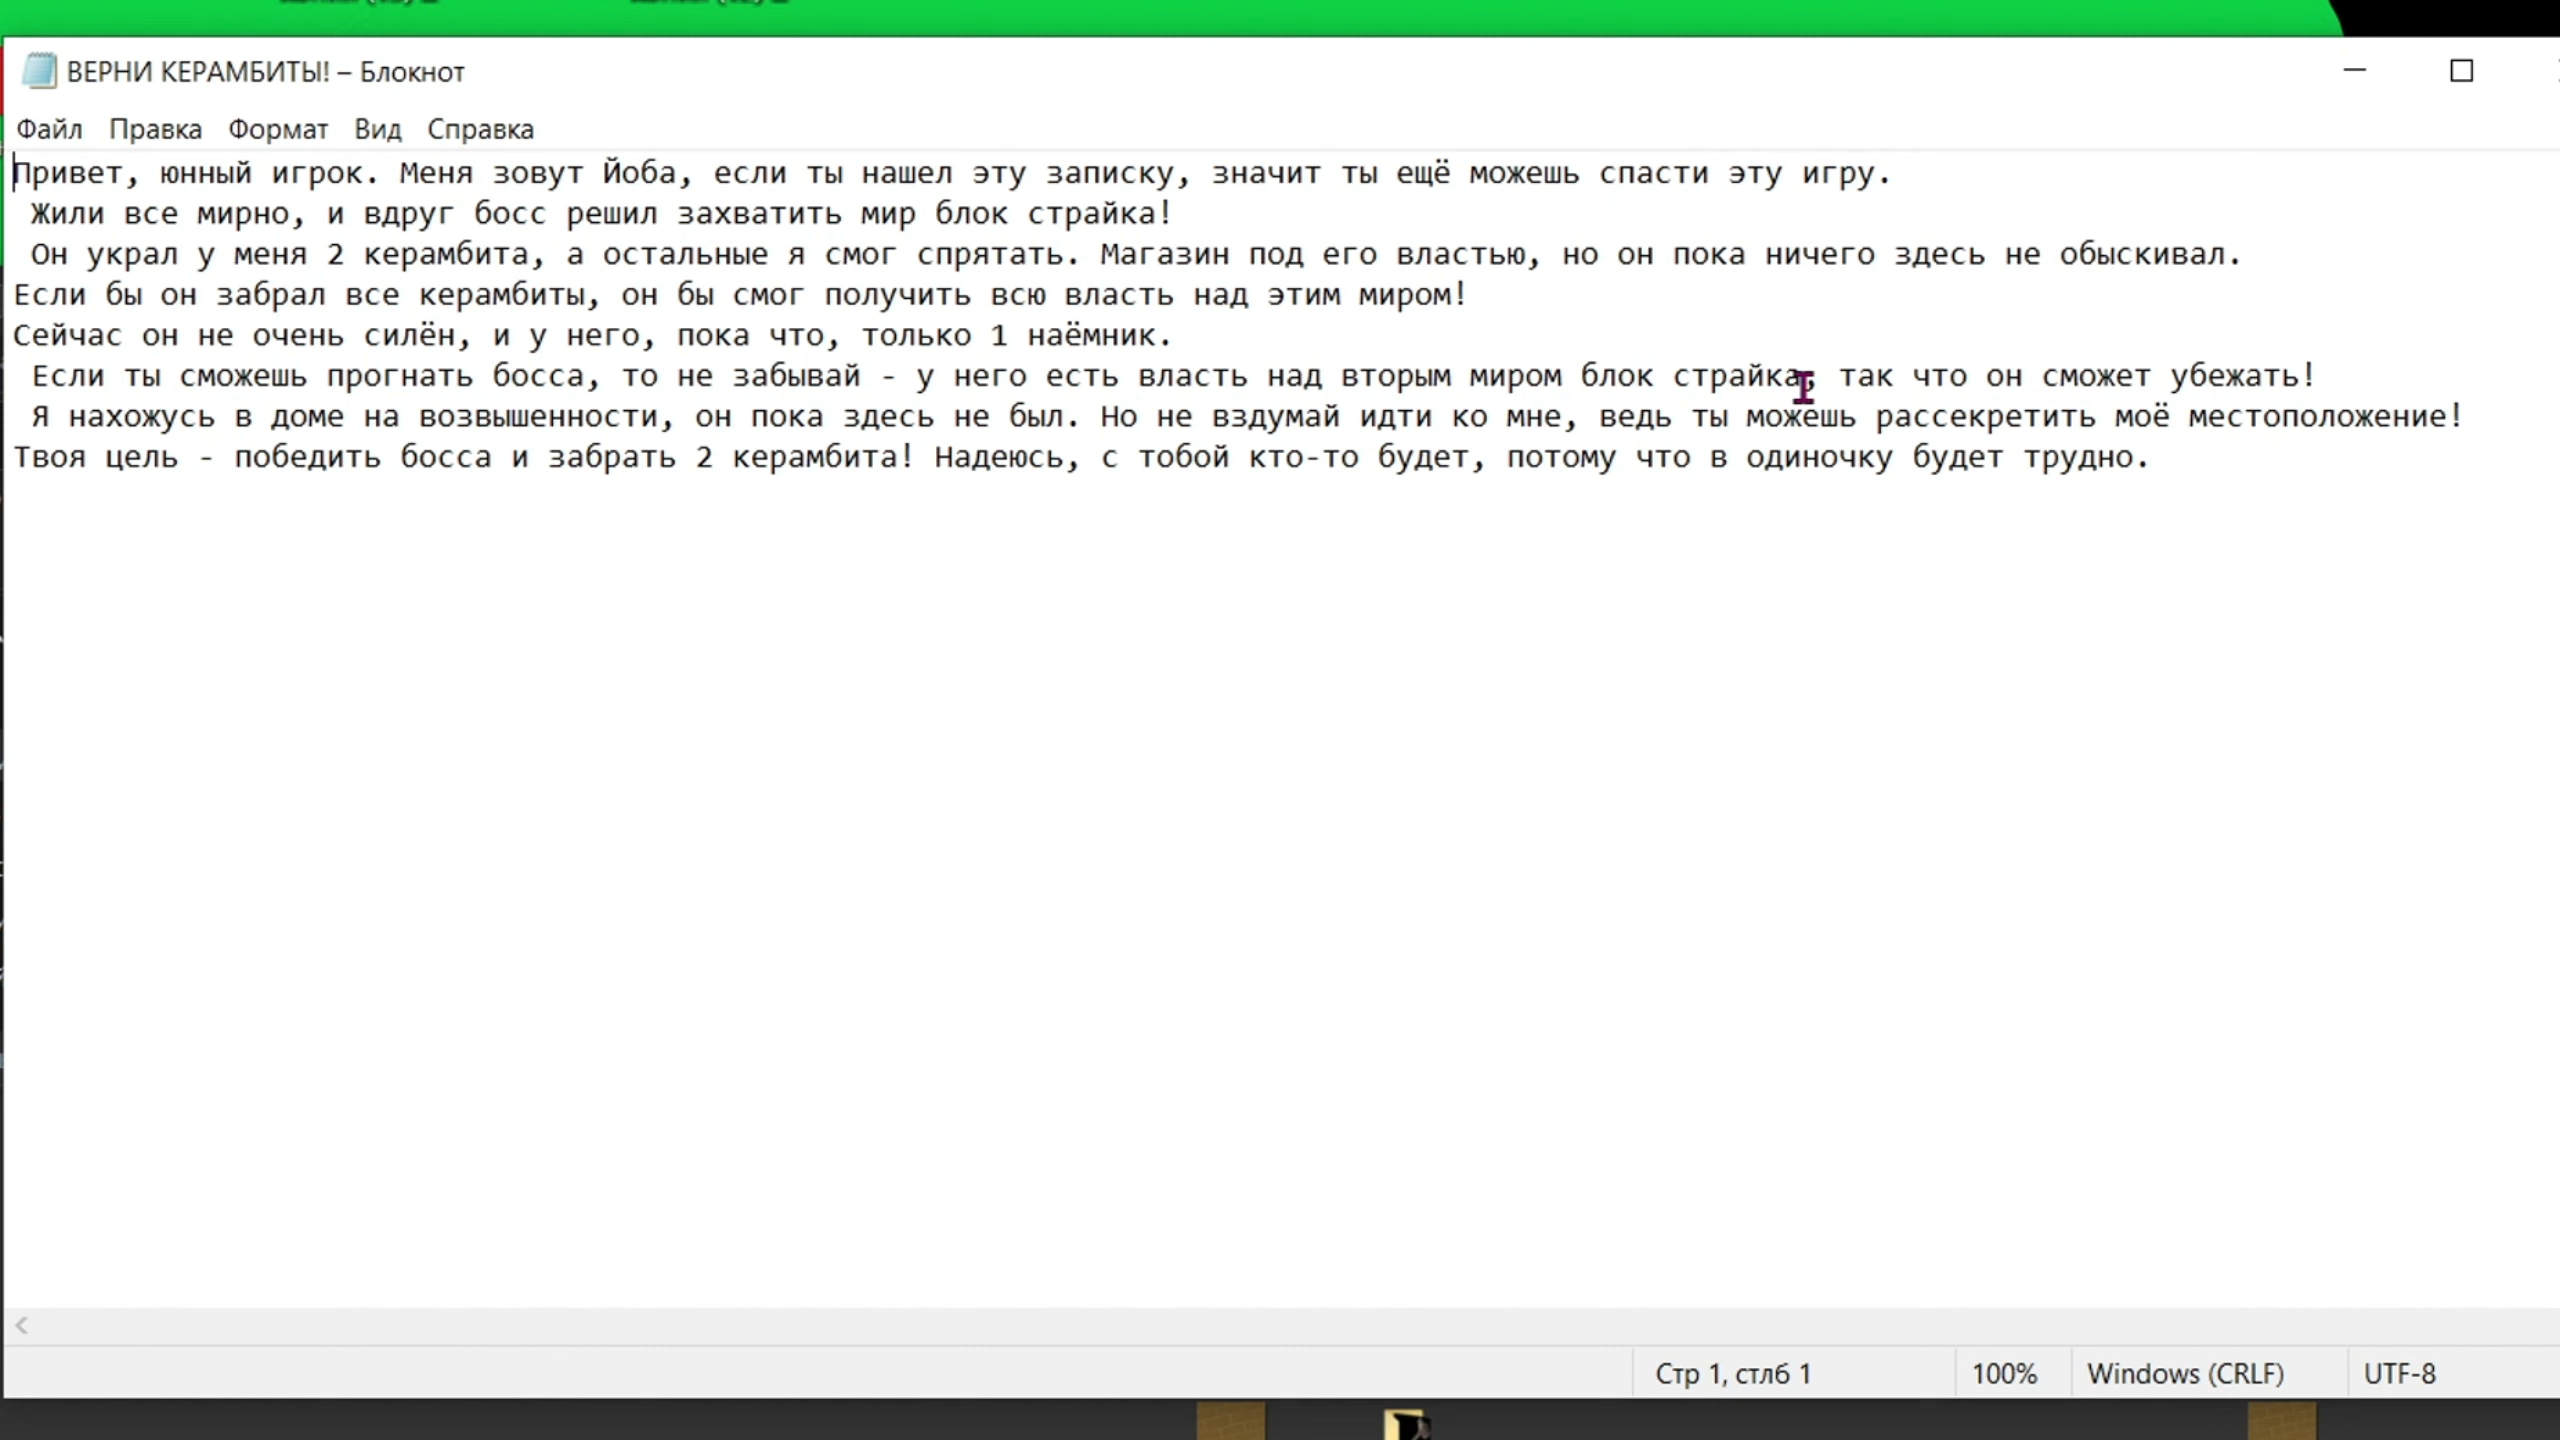 ВЕРНИ КЕРАМБИТЫ! – Блокнот
Файл Правка Формат Вид Справка
Привет, юнный игрок. Меня зовут Йоба, если ты нашел эту записку, значит ты ещё можешь спасти эту игру.
Жили все мирно, и вдруг босс решил захватить мир блок страйка!
Он украл у меня 2 керамбита, а остальные я смог спрятать. Магазин под его властью, но он пока ничего здесь не обыскивал.
Если бы он забрал все керамбиты, он бы смог получить всю власть над этим миром!
Сейчас он не очень силён, и у него, пока что, только 1 наёмник.
Если ты сможешь прогнать босса, то не забывай - у него есть власть над вторым миром блок страйка, так что он сможет убежать!
Я нахожусь в доме на возвышенности, он пока здесь не был. Но не вздумай идти ко мне, ведь ты можешь рассекретить моё местоположение!
Твоя цель - победить босса и забрать 2 керамбита! Надеюсь, с тобой кто-то будет, потому что в одиночку будет трудно.
Стр 1, стлб 1 100% Windows (CRLF) UTF-8